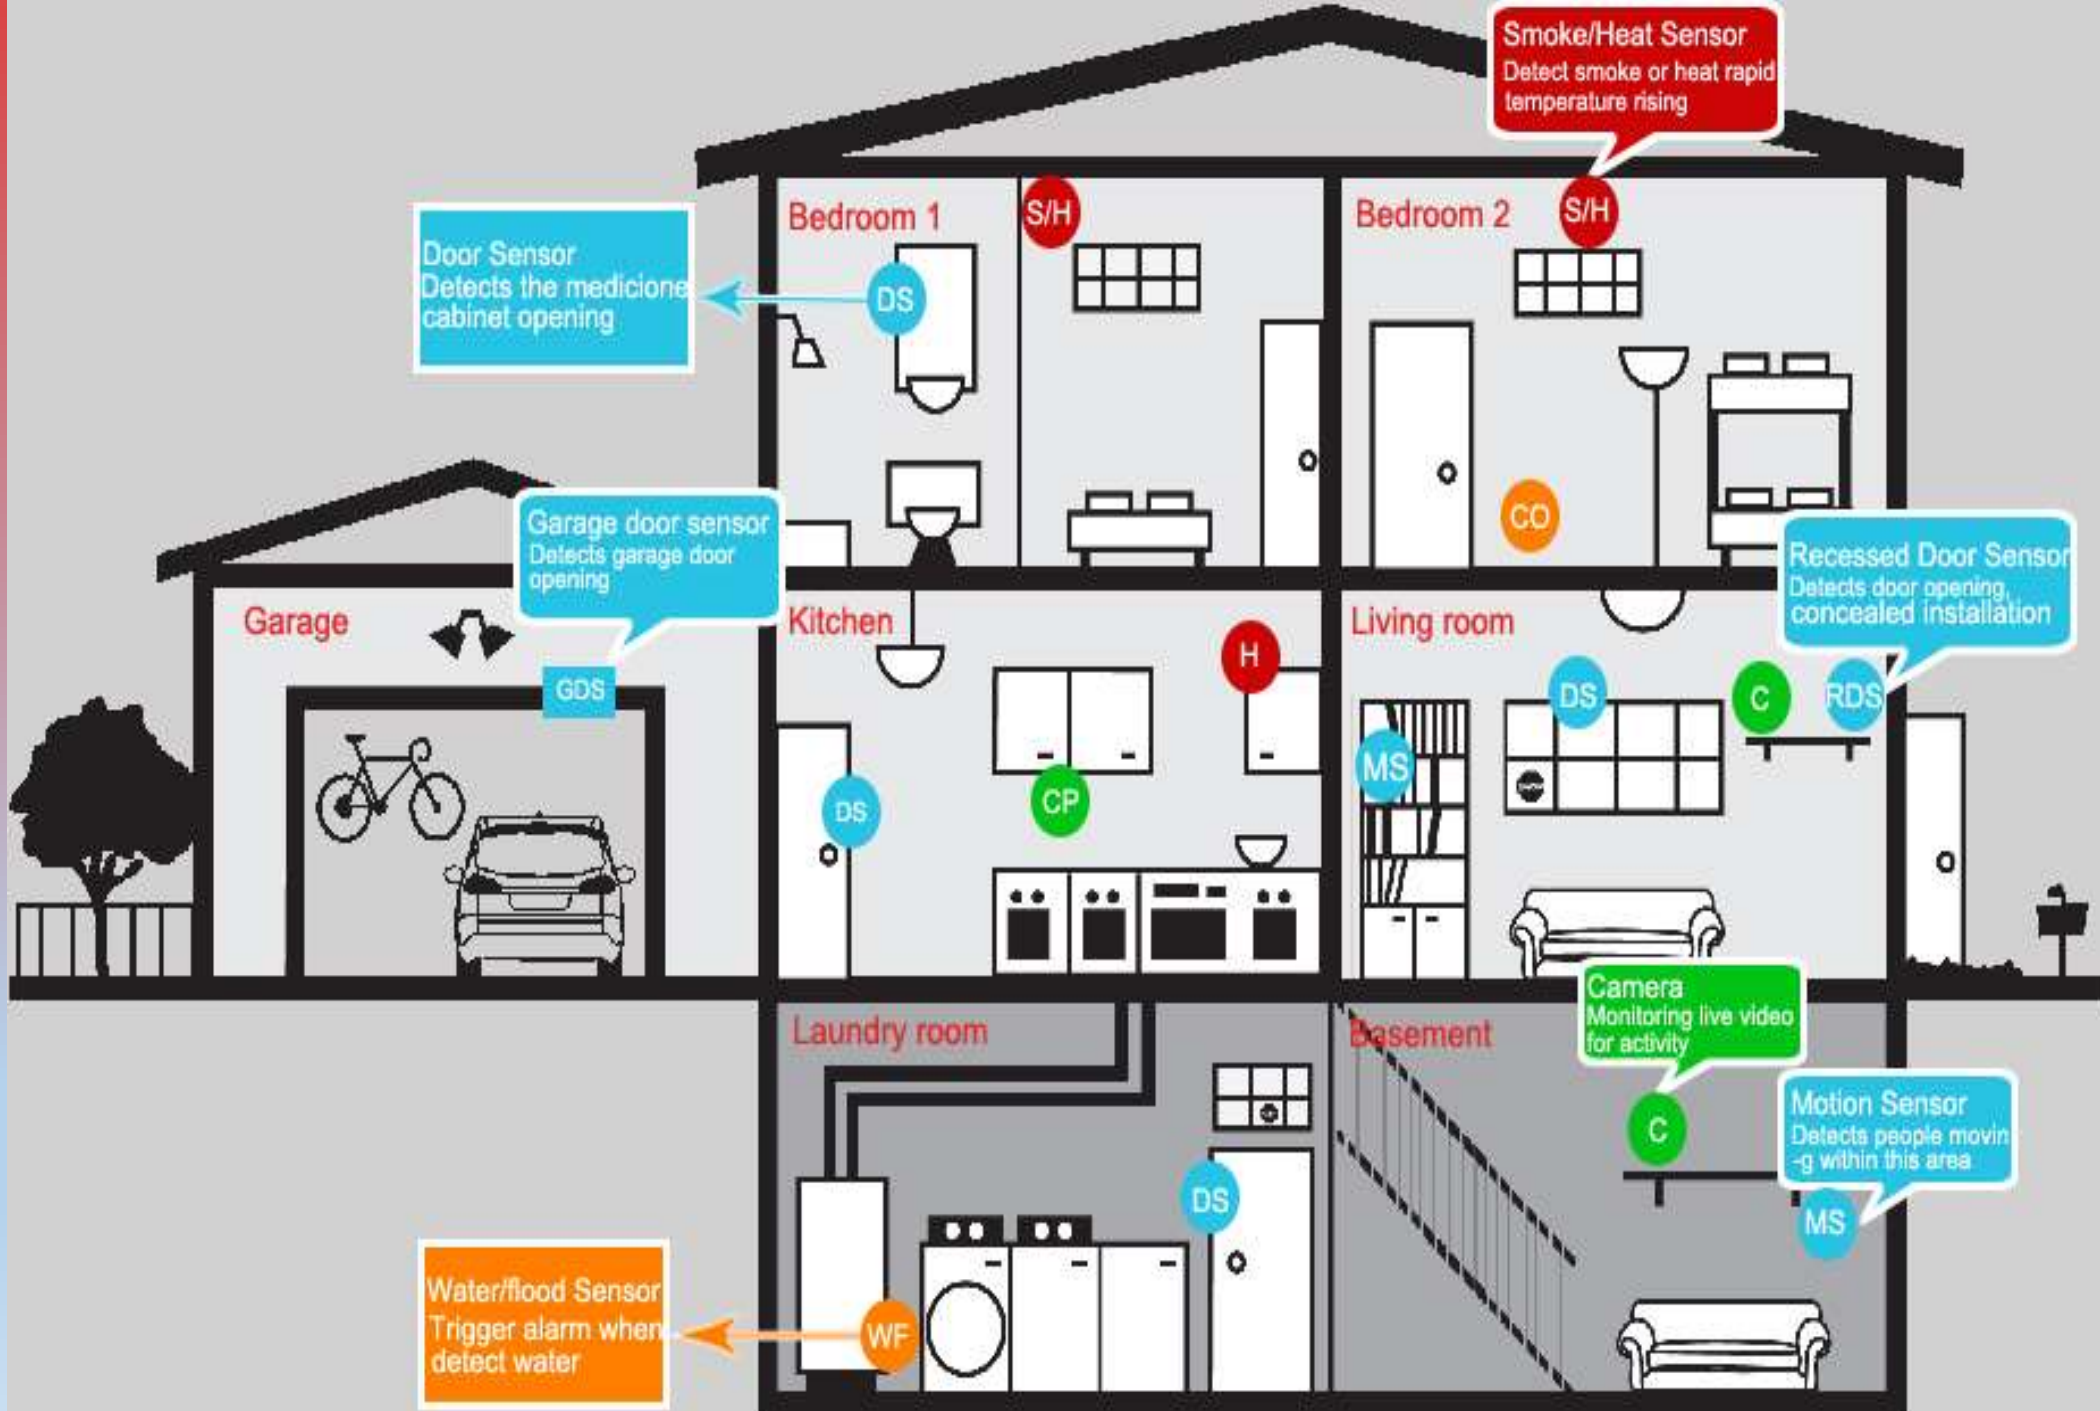 Smoke/Heat Sensor
Detect smoke or heat rapid
temperature rising
Bedroom 1
S/H
Bedroom 2
S/H
Door Sensor
Detects the medicione
cabinet opening
DS
CO
Garage door sensor
Detects garage door
opening
Recessed Door Sensor
Detects door opening,
concealed installation
Garage
GDS
Kitchen
H
DS
CP
Living room
DS
C
RDS
MS
Camera
Monitoring live video
for activity
Laundry room
DS
Basement
C
Motion Sensor
Detects people movin
-g within this area
MS
Water/flood Sensor
Trigger alarm when
detect water
WF